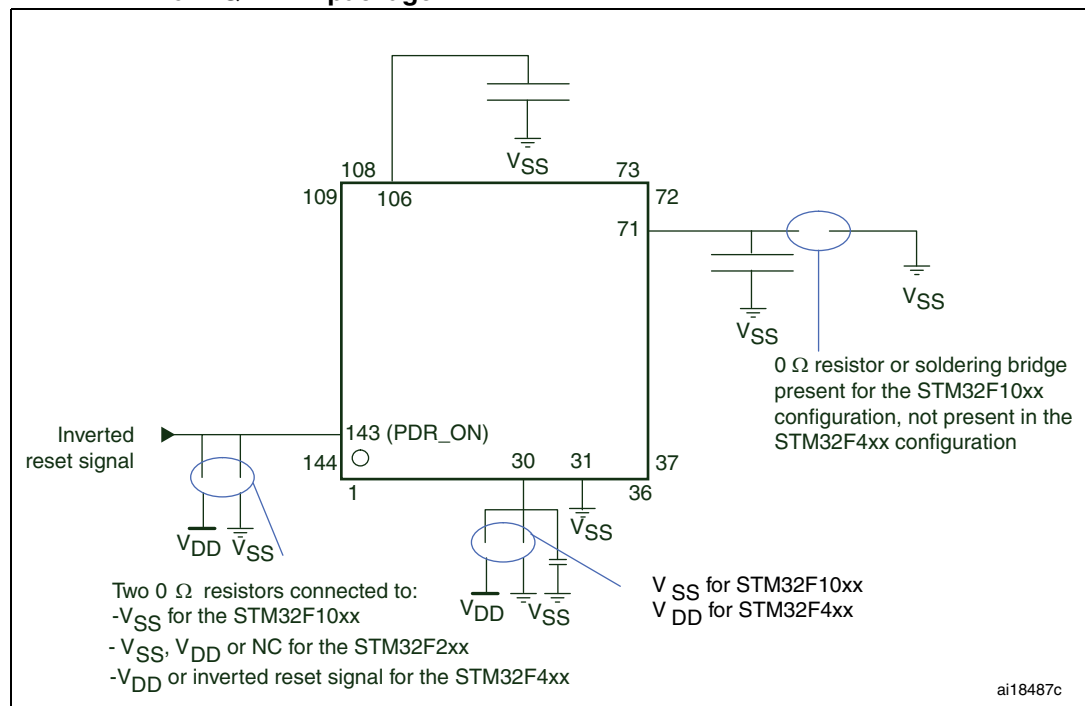 package
V_SS
108
73
109
106
72
71
V_SS
V_SS
0 Ω resistor or soldering bridge
present for the STM32F10xx
configuration, not present in the
STM32F4xx configuration
Inverted
reset signal
143 (PDR_ON)
144
30
31
37
1
36
V_SS
V_DD
V_SS
V_DD
V_SS
Two 0 Ω resistors connected to:
-V_SS for the STM32F10xx
- V_SS, V_DD or NC for the STM32F2xx
-V_DD or inverted reset signal for the STM32F4xx
V_SS for STM32F10xx
V_DD for STM32F4xx
ai18487c